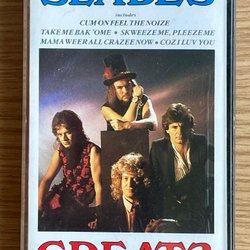 SLADE'S
includes
CUM ON FEEL THE NOIZE
TAKE ME BAK 'OME • SKWEEZE ME, PLEEZE ME
MAMA WEER ALL CRAZEE NOW • COZ I LUV YOU
GREATS